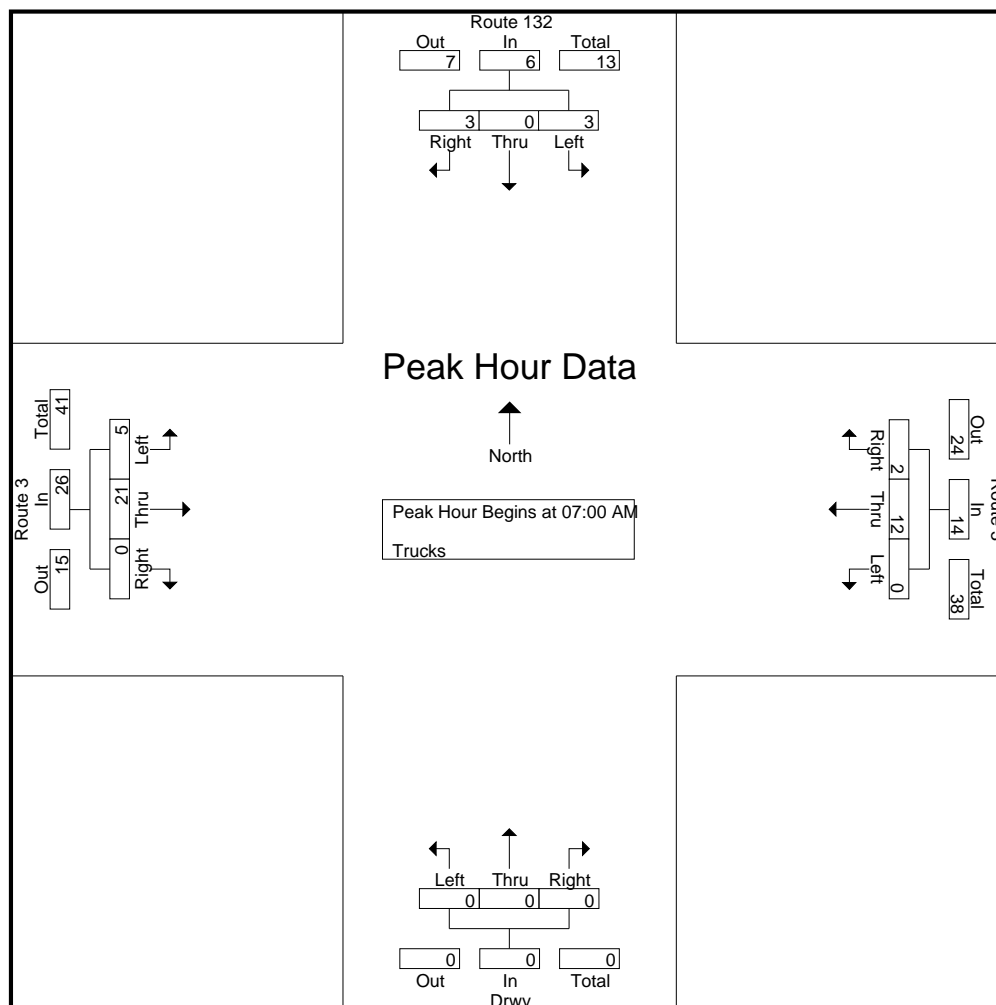 Route 132
Out In Total
7 6 13
3 0 3
Right Thru Left
Peak Hour Data
North
Peak Hour Begins at 07:00 AM
Trucks
Route 3
Total In Out
41 26 15
5 21 0
Left Thru Right
Right Thru Left
2 12 0
Out In Total
24 14 38
Left Thru Right
0 0 0
0 0 0
Out In Total
Drwy